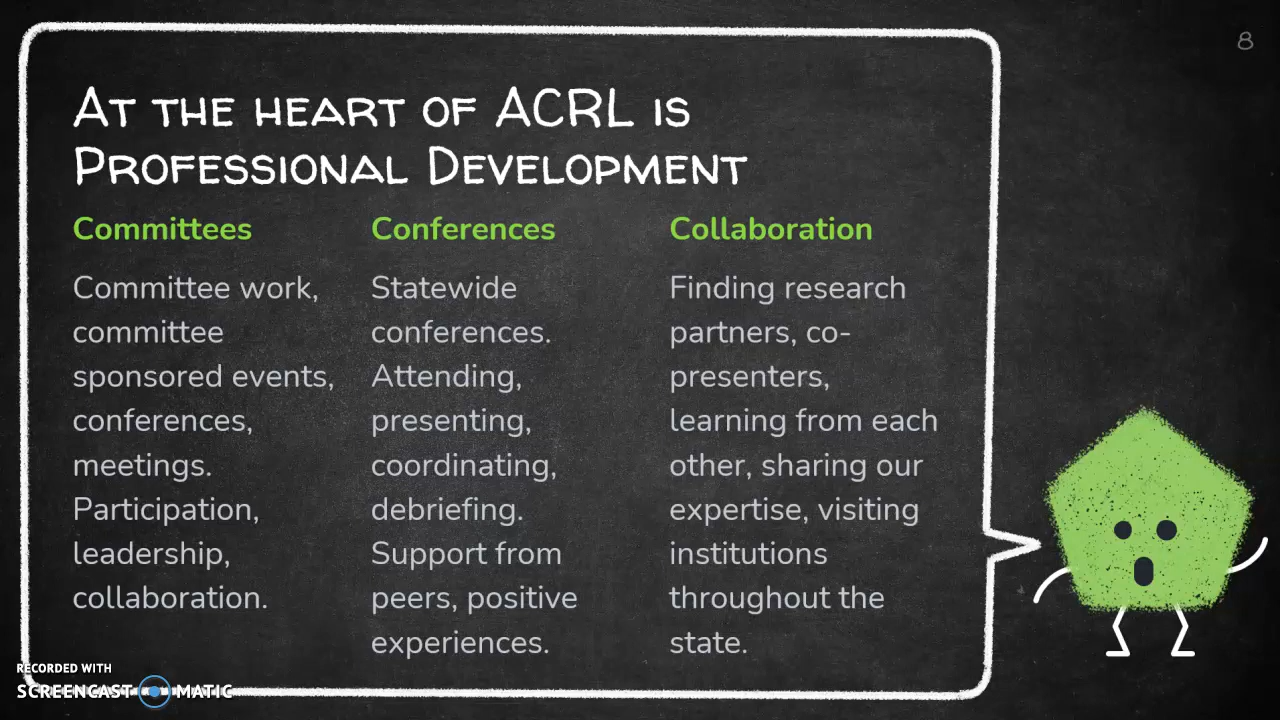 8
At the heart of ACRL is
Professional Development
Committees
Committee work,
committee
sponsored events,
conferences,
meetings.
Participation,
leadership,
collaboration.
Conferences
Statewide
conferences.
Attending,
presenting,
coordinating,
debriefing.
Support from
peers, positive
experiences.
Collaboration
Finding research
partners, co-
presenters,
learning from each
other, sharing our
expertise, visiting
institutions
throughout the
state.
RECORDED WITH
SCREENCAST MATIC